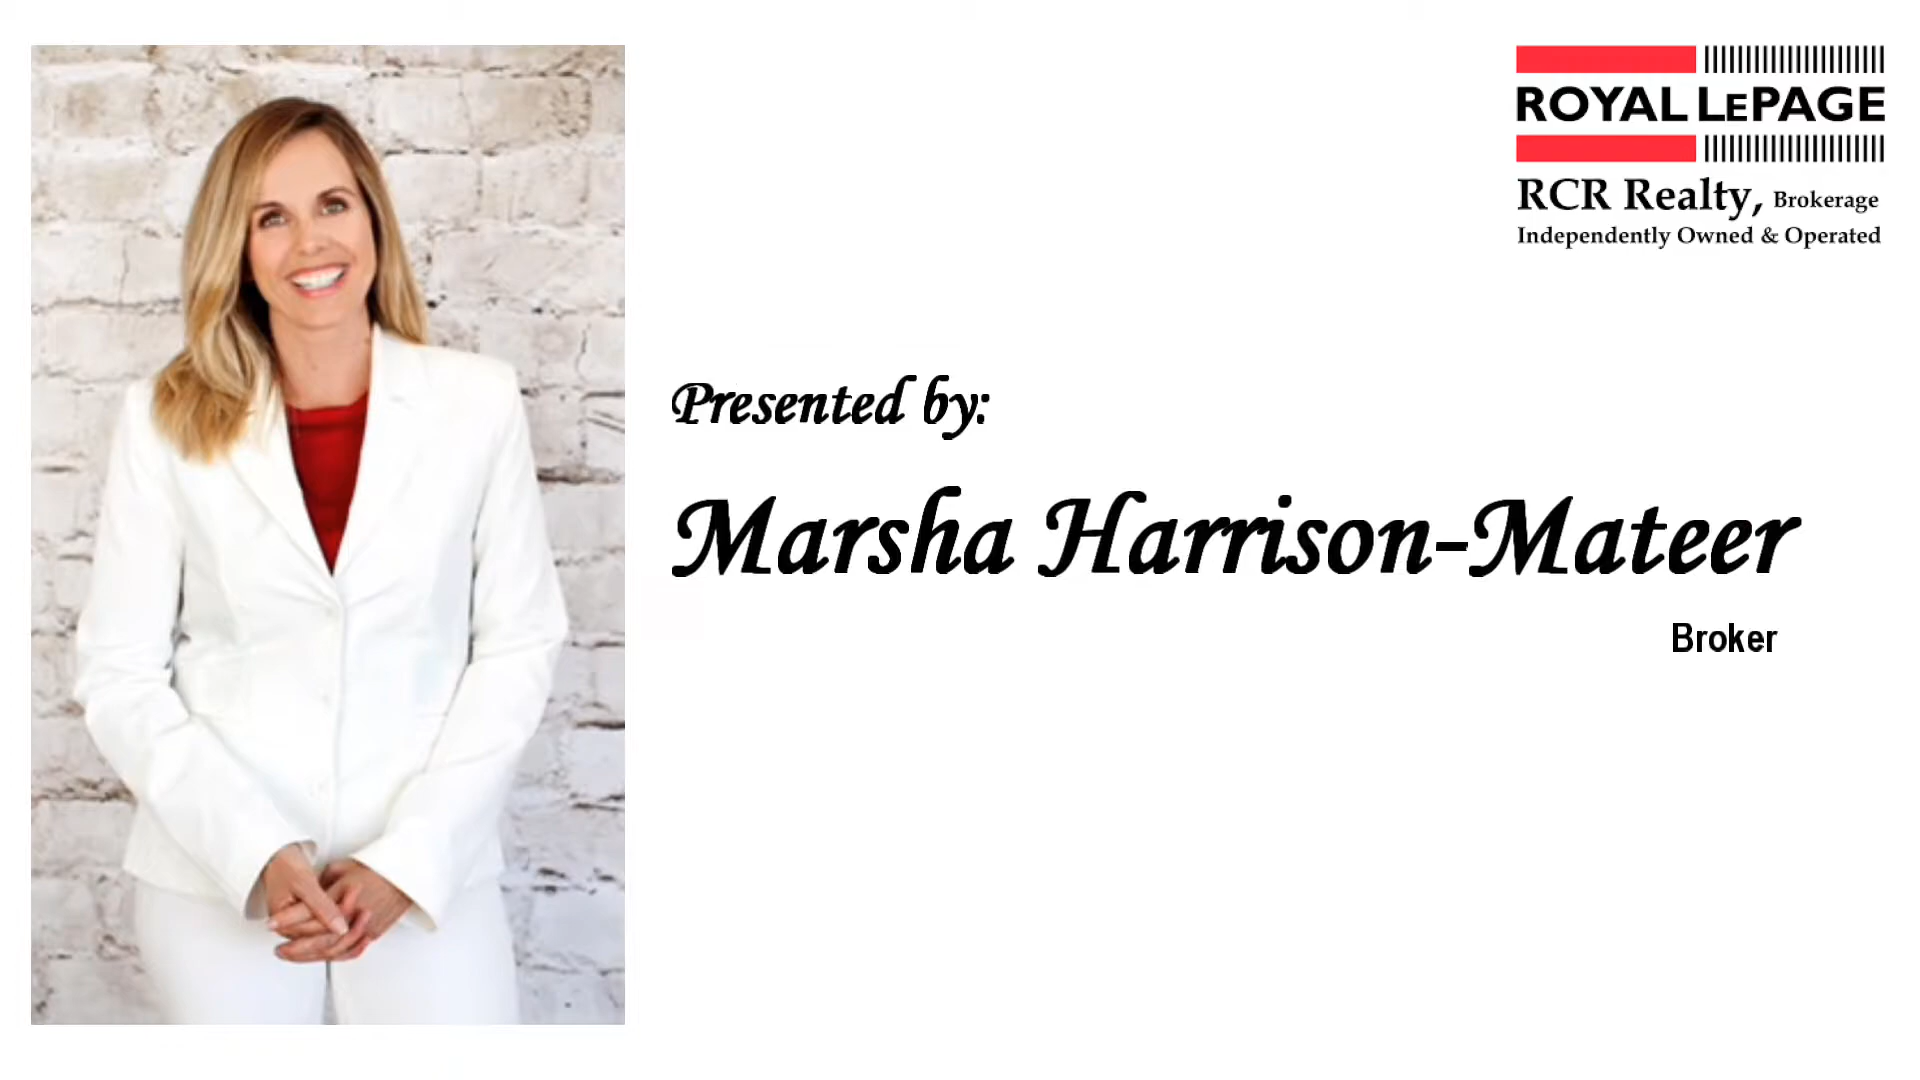 ROYAL LEPAGE
RCR Realty, Brokerage
Independently Owned & Operated
Presented by:
Marsha Harrison-Mateer
Broker